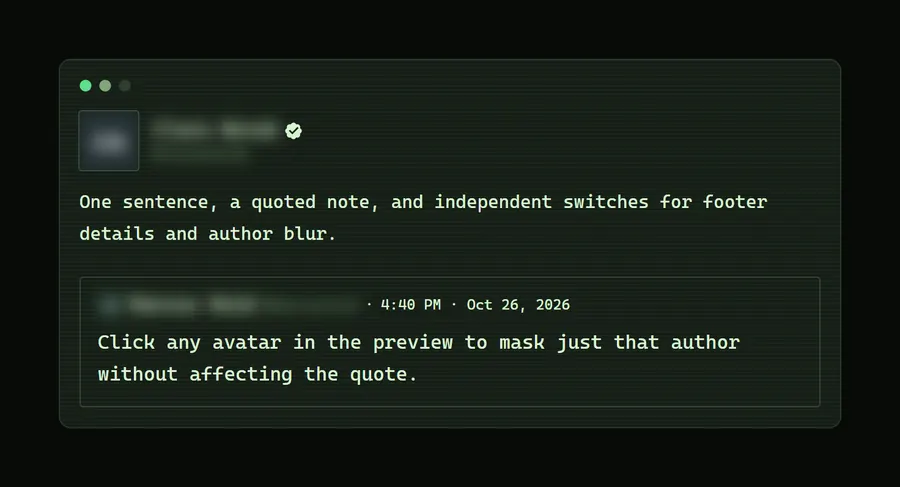 One sentence, a quoted note, and independent switches for footer
details and author blur.
· 4:40 PM · Oct 26, 2026
Click any avatar in the preview to mask just that author
without affecting the quote.